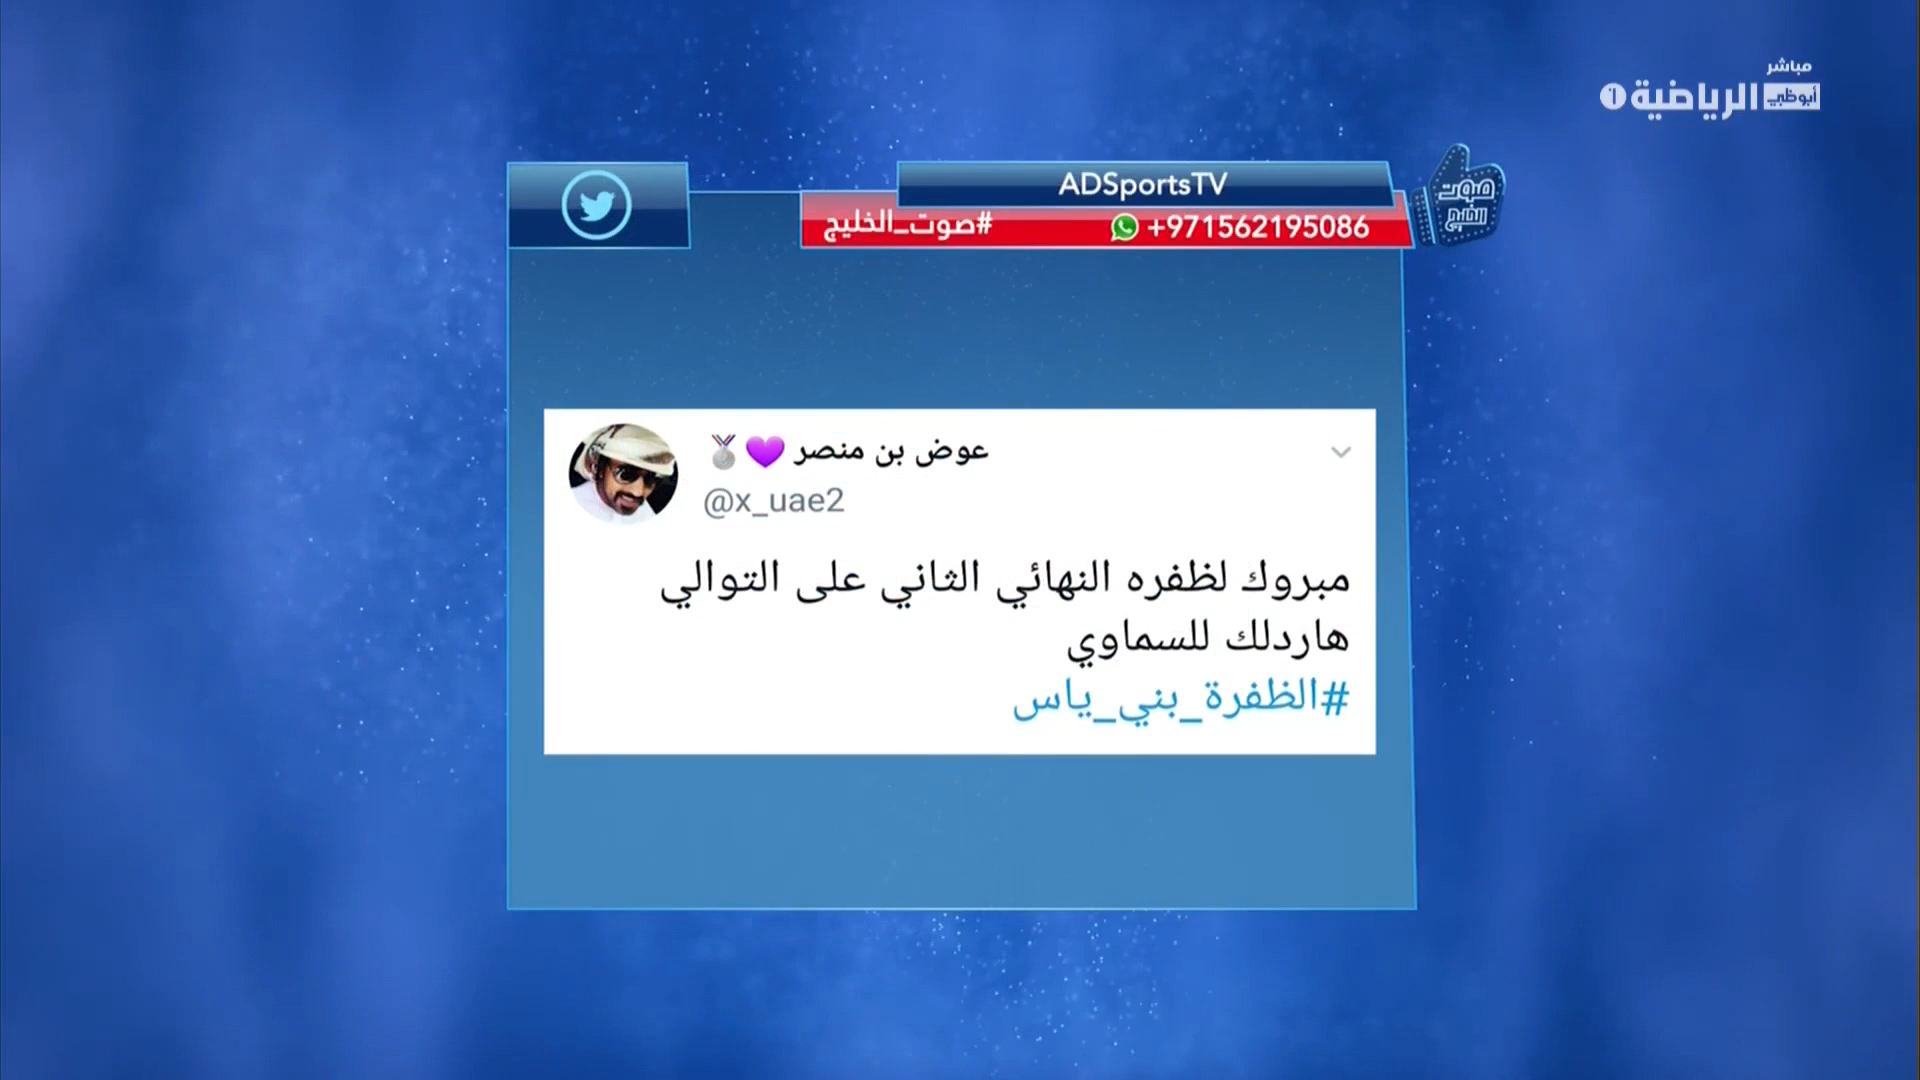 مباشر
أبوظبي الرياضية 1
ADSportsTV
#صوت_الخليج +971562195086
صوت
الخليج
عوض بن منصر 💜🥈
@x_uae2
مبروك لظفره النهائي الثاني على التوالي
هاردلك للسماوي
#الظفرة_بني_ياس